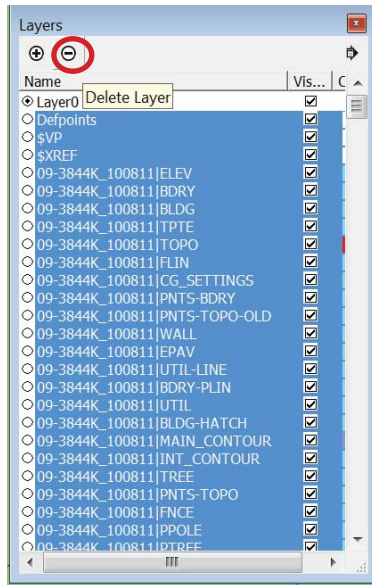 Layers
Delete Layer
Name Vis... C
Layer0
Defpoints
$VP
$XREF
09-3844K_100811|ELEV
09-3844K_100811|BDRY
09-3844K_100811|BLDG
09-3844K_100811|TPTE
09-3844K_100811|TOPO
09-3844K_100811|FLIN
09-3844K_100811|CG_SETTINGS
09-3844K_100811|PNTS-BDRY
09-3844K_100811|PNTS-TOPO-OLD
09-3844K_100811|WALL
09-3844K_100811|EPAV
09-3844K_100811|UTIL-LINE
09-3844K_100811|BDRY-PLIN
09-3844K_100811|UTIL
09-3844K_100811|BLDG-HATCH
09-3844K_100811|MAIN_CONTOUR
09-3844K_100811|INT_CONTOUR
09-3844K_100811|TREE
09-3844K_100811|PNTS-TOPO
09-3844K_100811|FNCE
09-3844K_100811|PPOLE
09-3844K_100811|PTREE